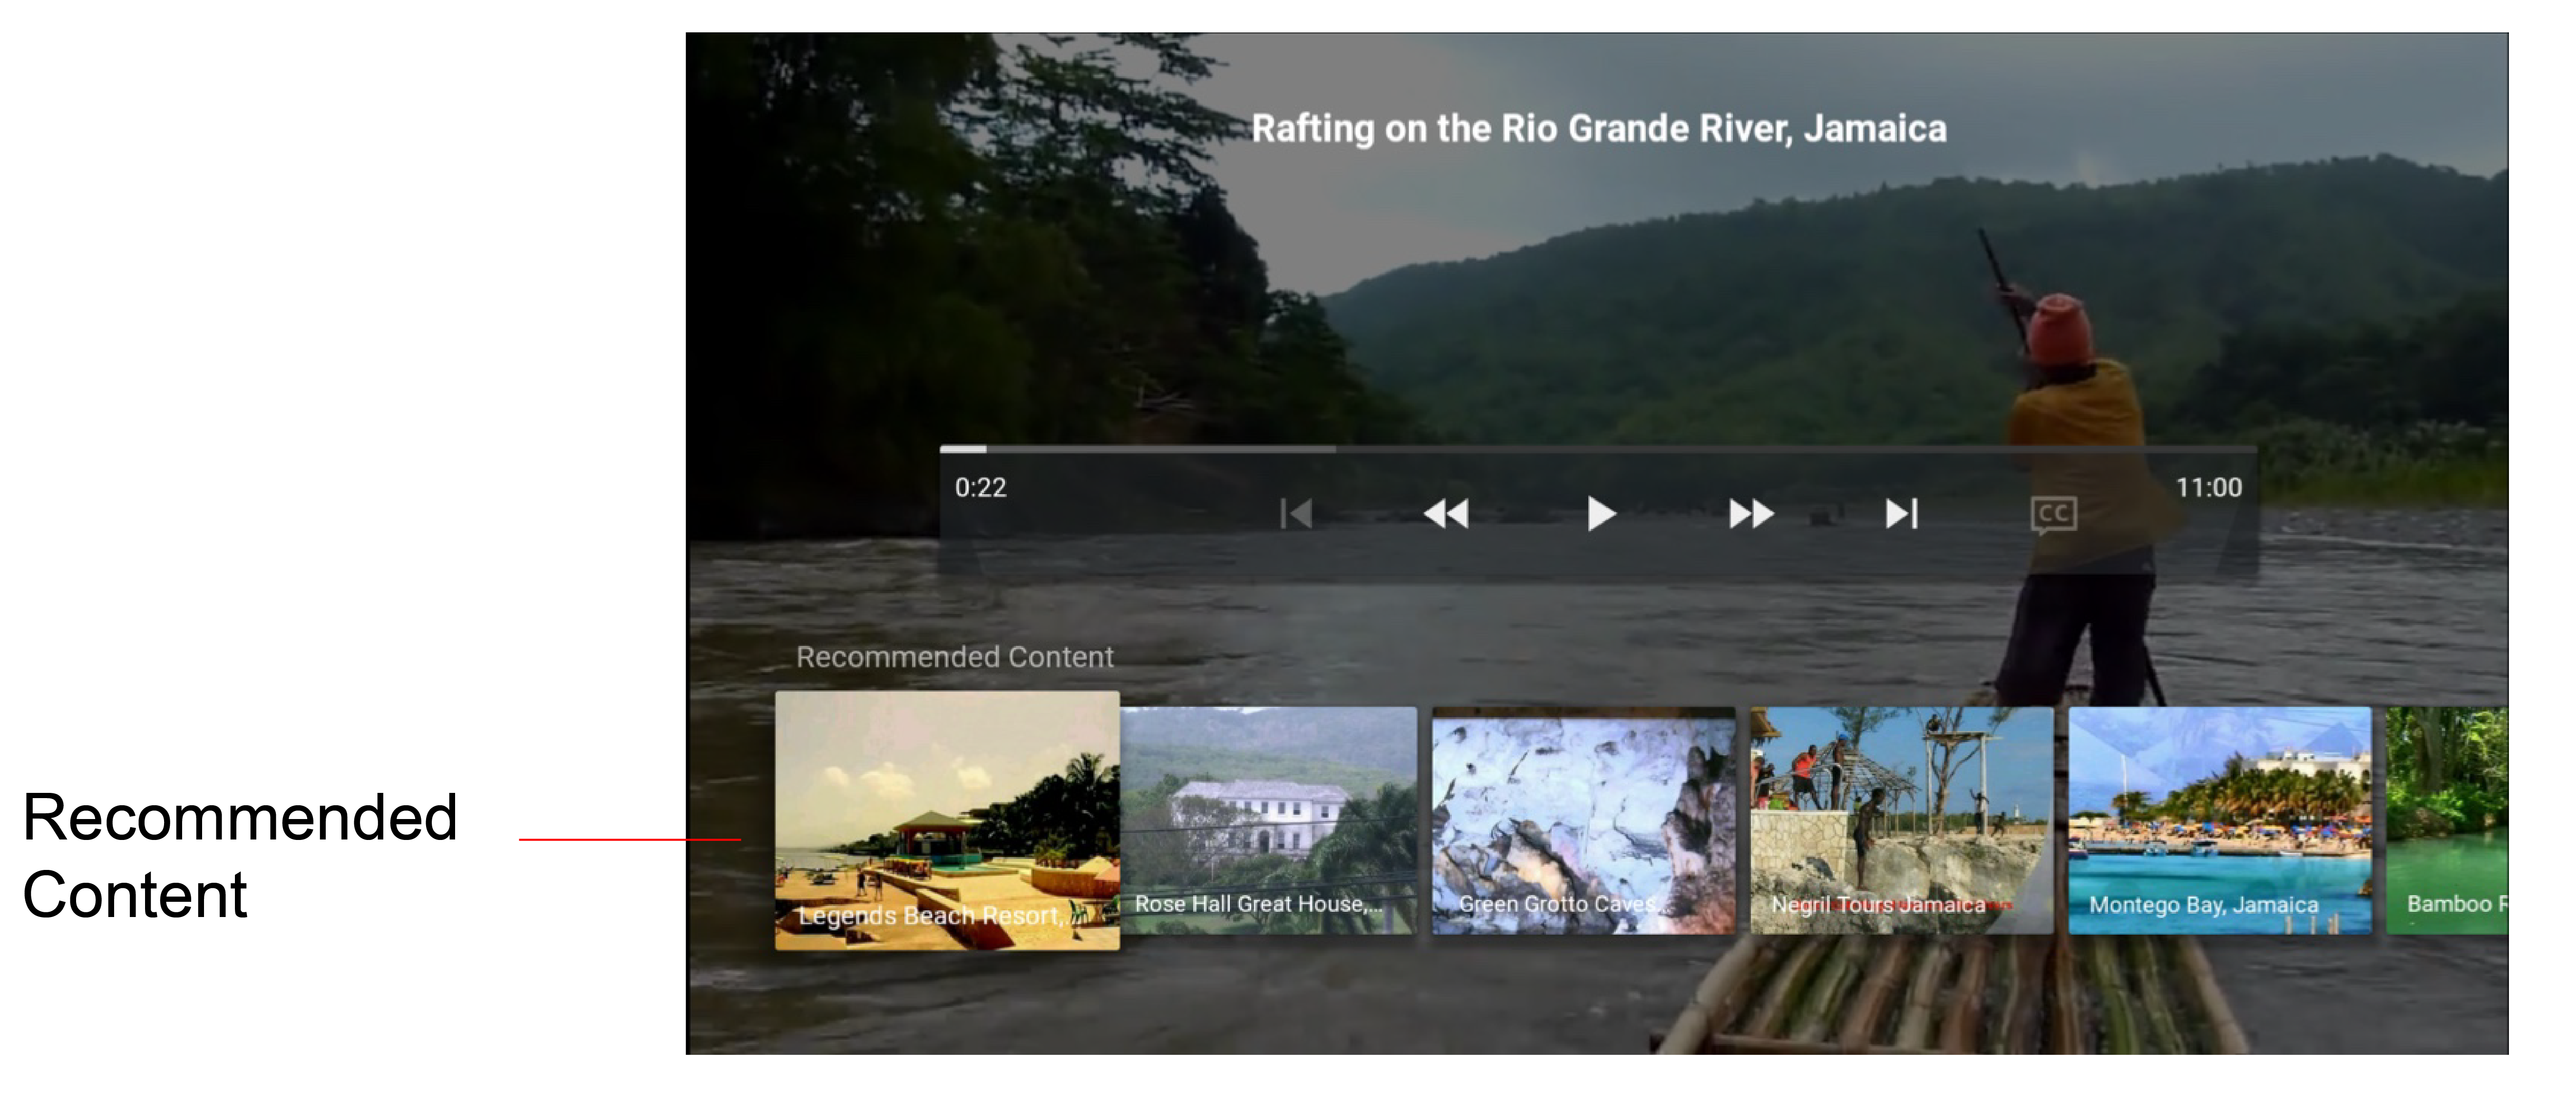 Rafting on the Rio Grande River, Jamaica
0:22
11:00
CC
Recommended Content
Recommended
Content
Legends Beach Resort,...
Rose Hall Great House,...
Green Grotto Caves...
Negril Tours Jamaica
Montego Bay, Jamaica
Bamboo R